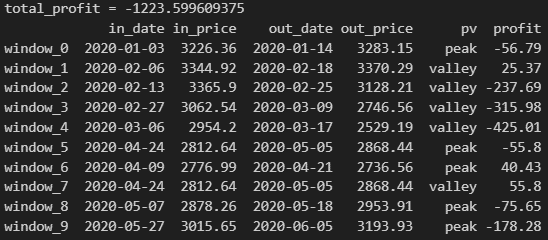 total_profit = -1223.599609375
in_date in_price out_date out_price pv profit
window_0 2020-01-03 3226.36 2020-01-14 3283.15 peak -56.79
window_1 2020-02-06 3344.92 2020-02-18 3370.29 valley 25.37
window_2 2020-02-13 3365.9 2020-02-25 3128.21 valley -237.69
window_3 2020-02-27 3062.54 2020-03-09 2746.56 valley -315.98
window_4 2020-03-06 2954.2 2020-03-17 2529.19 valley -425.01
window_5 2020-04-24 2812.64 2020-05-05 2868.44 peak -55.8
window_6 2020-04-09 2776.99 2020-04-21 2736.56 peak 40.43
window_7 2020-04-24 2812.64 2020-05-05 2868.44 valley 55.8
window_8 2020-05-07 2878.26 2020-05-18 2953.91 peak -75.65
window_9 2020-05-27 3015.65 2020-06-05 3193.93 peak -178.28